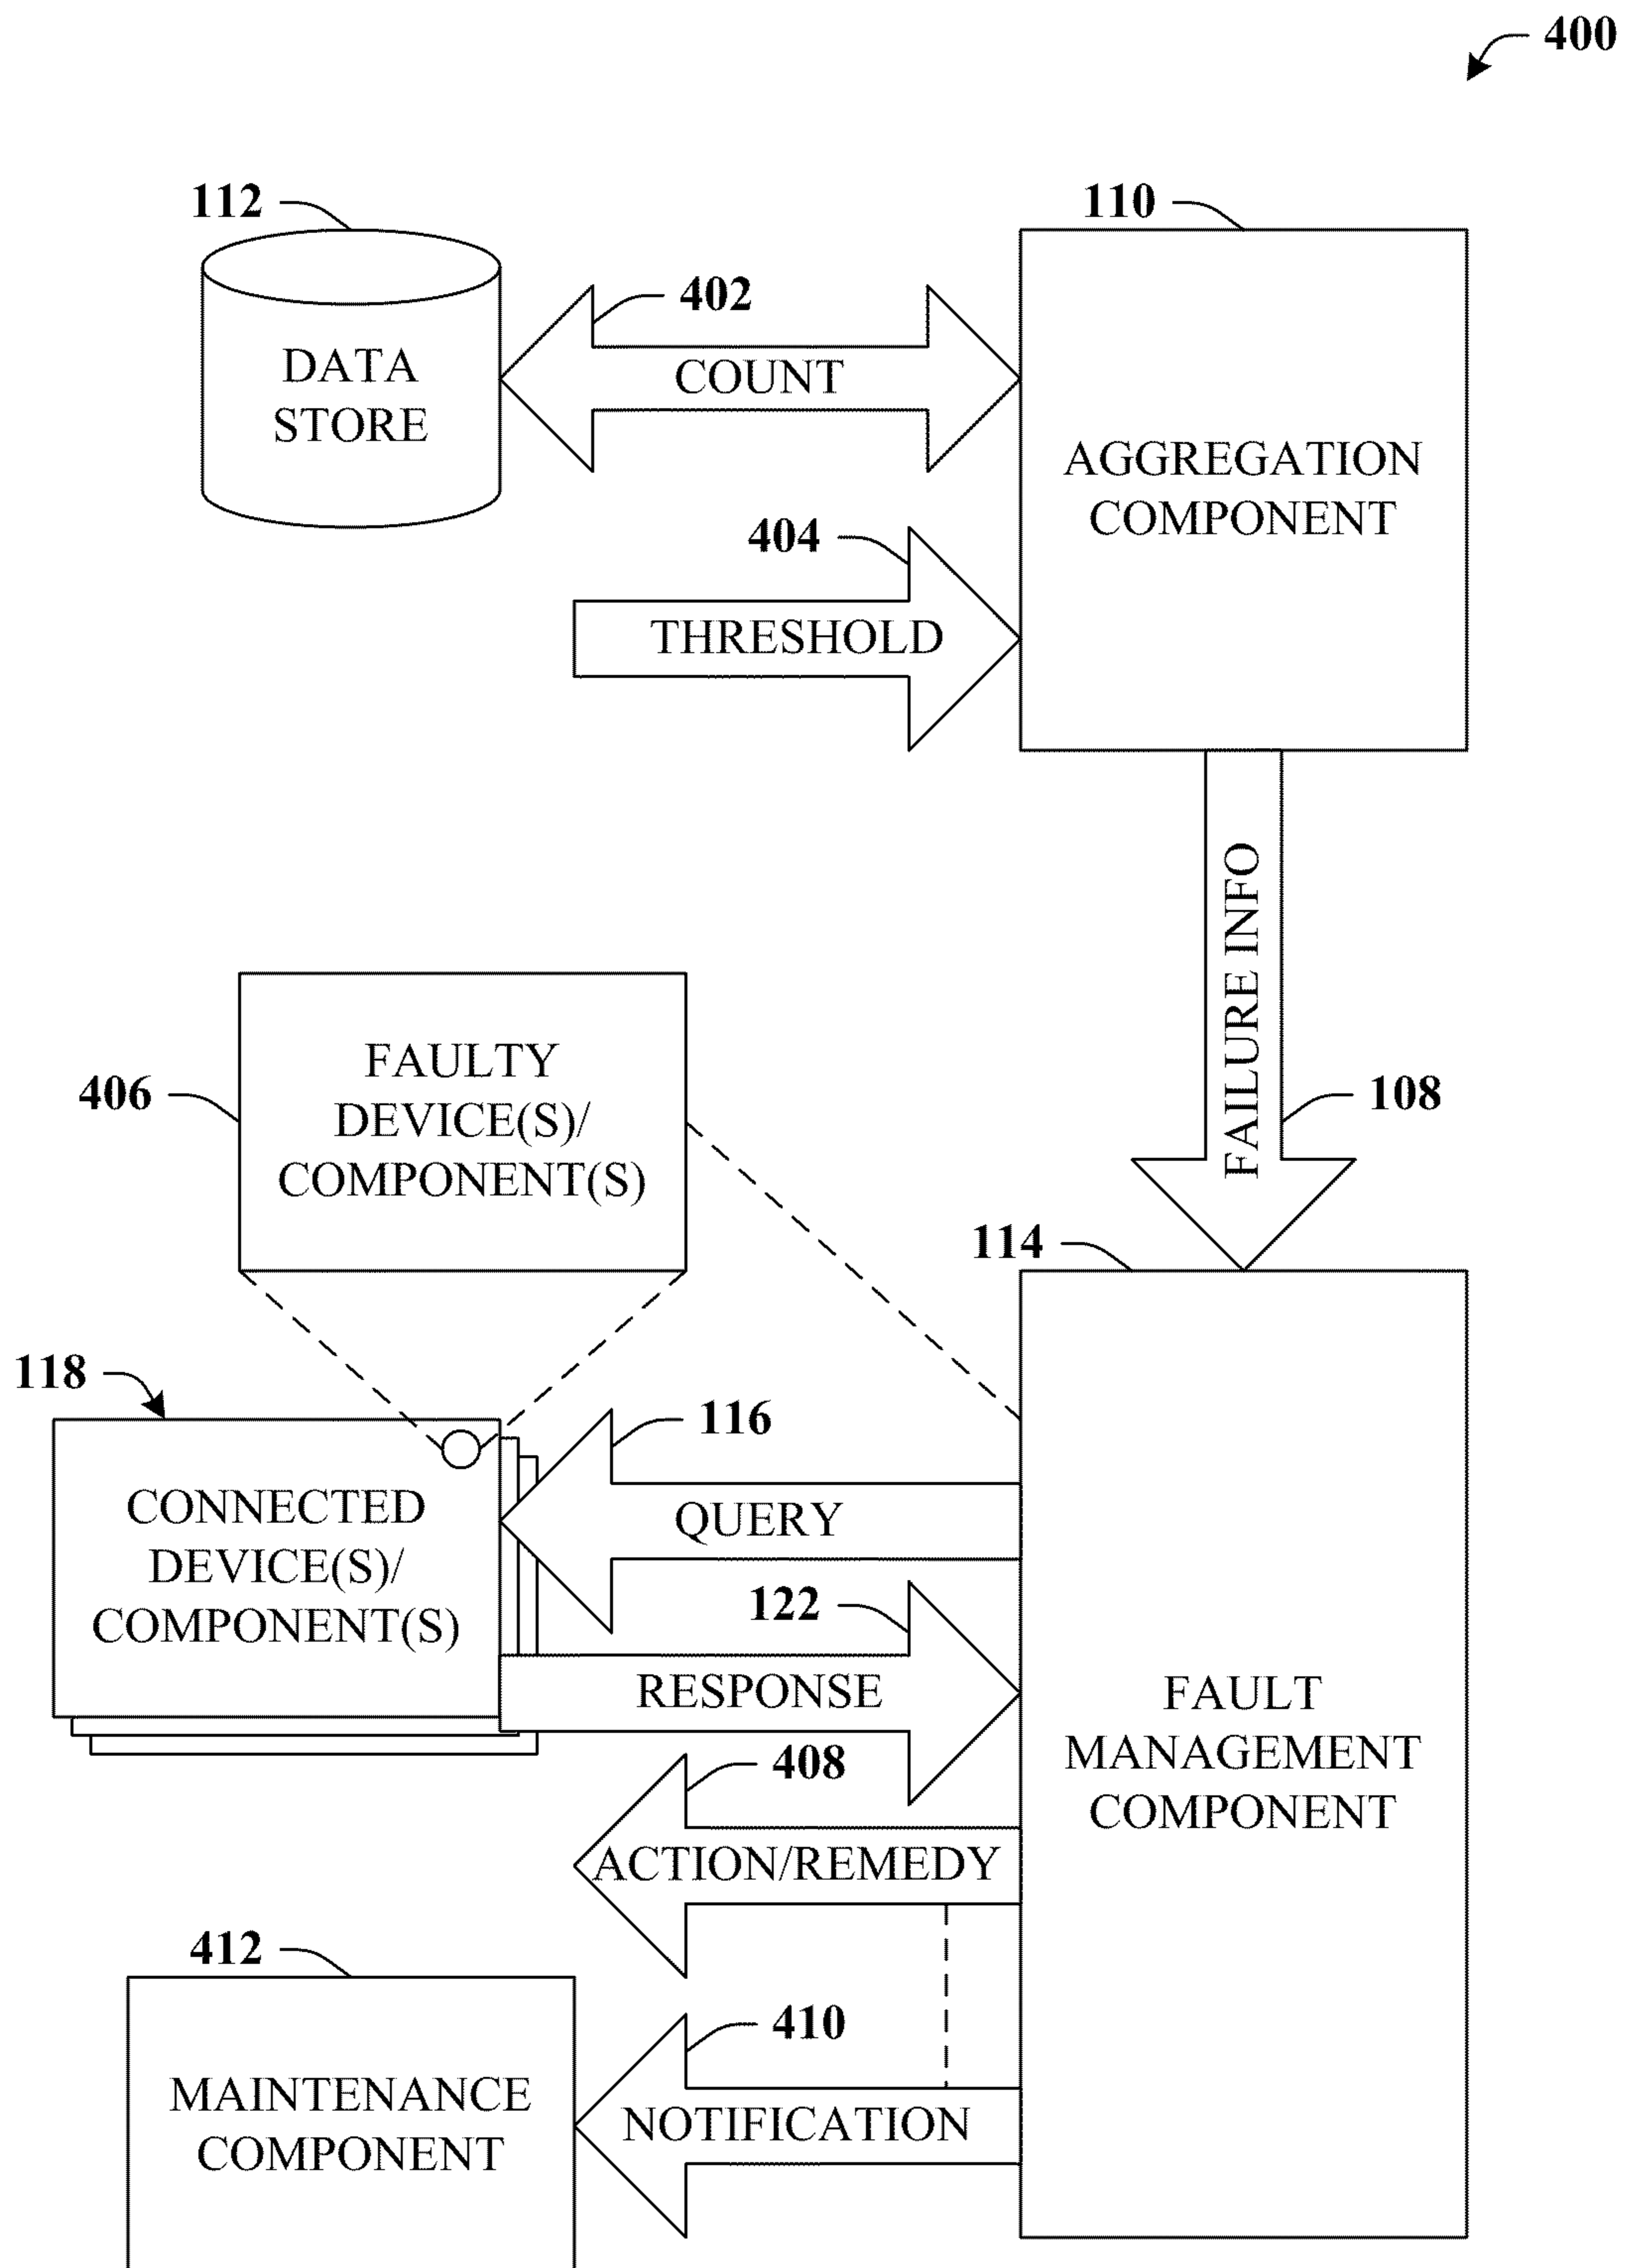 400
112
110
402
DATA
STORE
COUNT
AGGREGATION
COMPONENT
404
THRESHOLD
FAILURE INFO
108
406
FAULTY
DEVICE(S)/
COMPONENT(S)
114
118
116
CONNECTED
DEVICE(S)/
COMPONENT(S)
QUERY
122
RESPONSE
FAULT
MANAGEMENT
COMPONENT
408
ACTION/REMEDY
412
410
MAINTENANCE
COMPONENT
NOTIFICATION